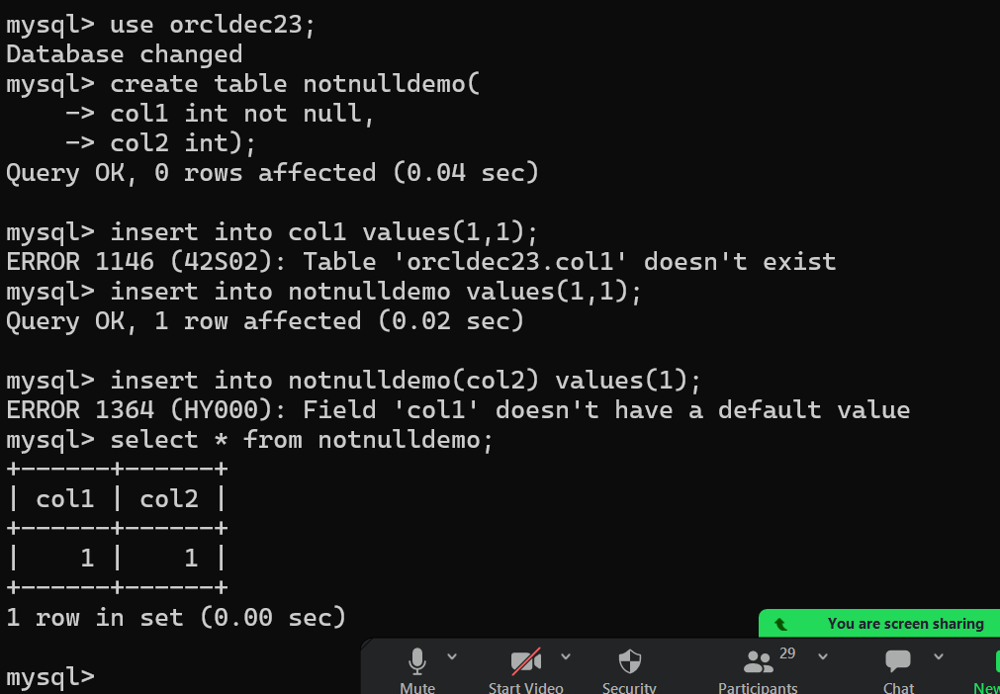 mysql> use orcldec23;
Database changed
mysql> create table notnulldemo(
    -> col1 int not null,
    -> col2 int);
Query OK, 0 rows affected (0.04 sec)
mysql> insert into col1 values(1,1);
ERROR 1146 (42S02): Table 'orcldec23.col1' doesn't exist
mysql> insert into notnulldemo values(1,1);
Query OK, 1 row affected (0.02 sec)
mysql> insert into notnulldemo(col2) values(1);
ERROR 1364 (HY000): Field 'col1' doesn't have a default value
mysql> select * from notnulldemo;
+------+------+
| col1 | col2 |
+------+------+
|    1 |    1 |
+------+------+
1 row in set (0.00 sec)
mysql>
You are screen sharing
29
Mute Start Video Security Participants Chat New